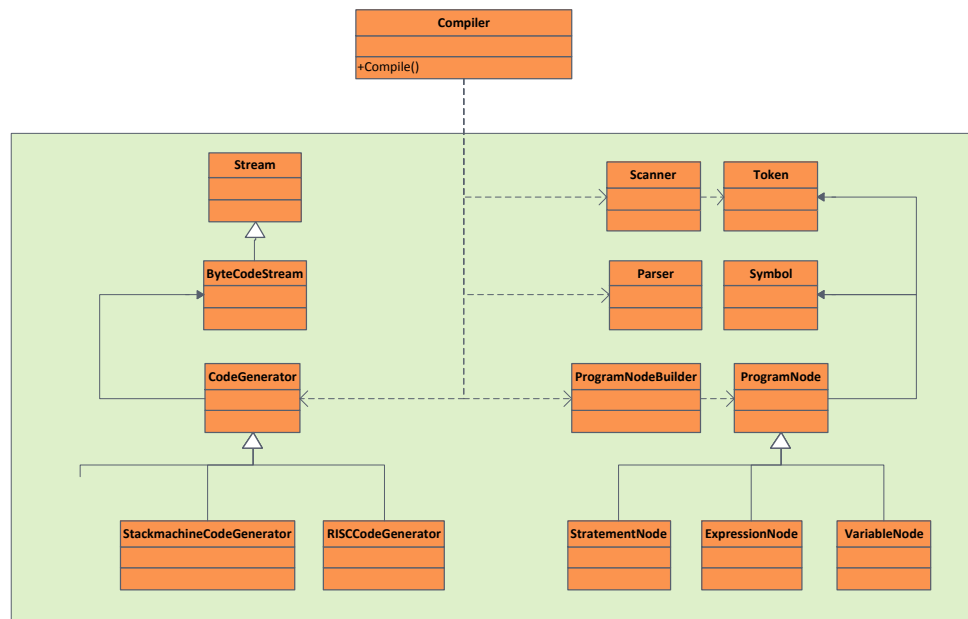 Compiler
+Compile()
Stream
Scanner
Token
ByteCodeStream
Parser
Symbol
CodeGenerator
ProgramNodeBuilder
ProgramNode
StackmachineCodeGenerator
RISCCodeGenerator
StratementNode
ExpressionNode
VariableNode